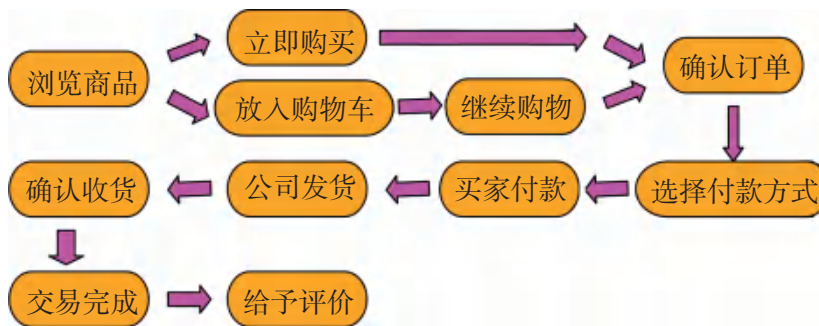 浏览商品
立即购买
放入购物车
继续购物
确认订单
选择付款方式
买家付款
公司发货
确认收货
交易完成
给予评价